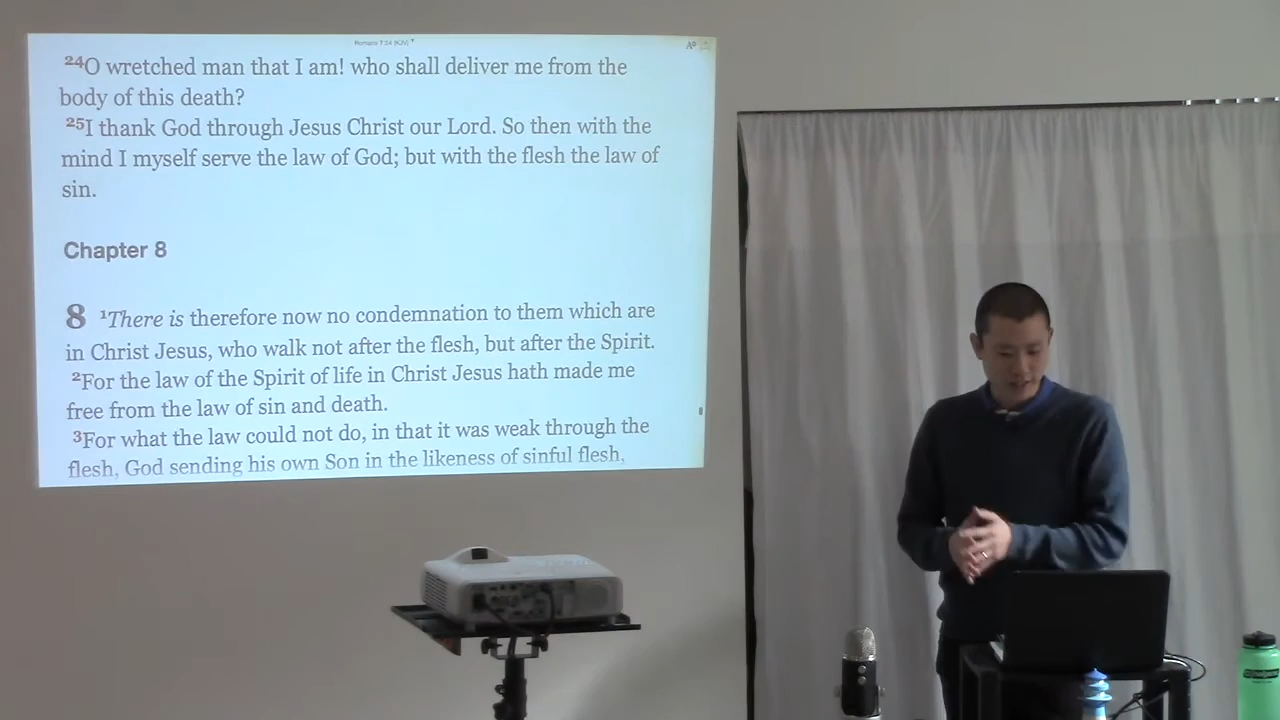 Romans 7:24 (KJV)
24O wretched man that I am! who shall deliver me from the
body of this death?
25I thank God through Jesus Christ our Lord. So then with the
mind I myself serve the law of God; but with the flesh the law of
sin.
Chapter 8
8 1There is therefore now no condemnation to them which are
in Christ Jesus, who walk not after the flesh, but after the Spirit.
2For the law of the Spirit of life in Christ Jesus hath made me
free from the law of sin and death.
3For what the law could not do, in that it was weak through the
flesh, God sending his own Son in the likeness of sinful flesh,